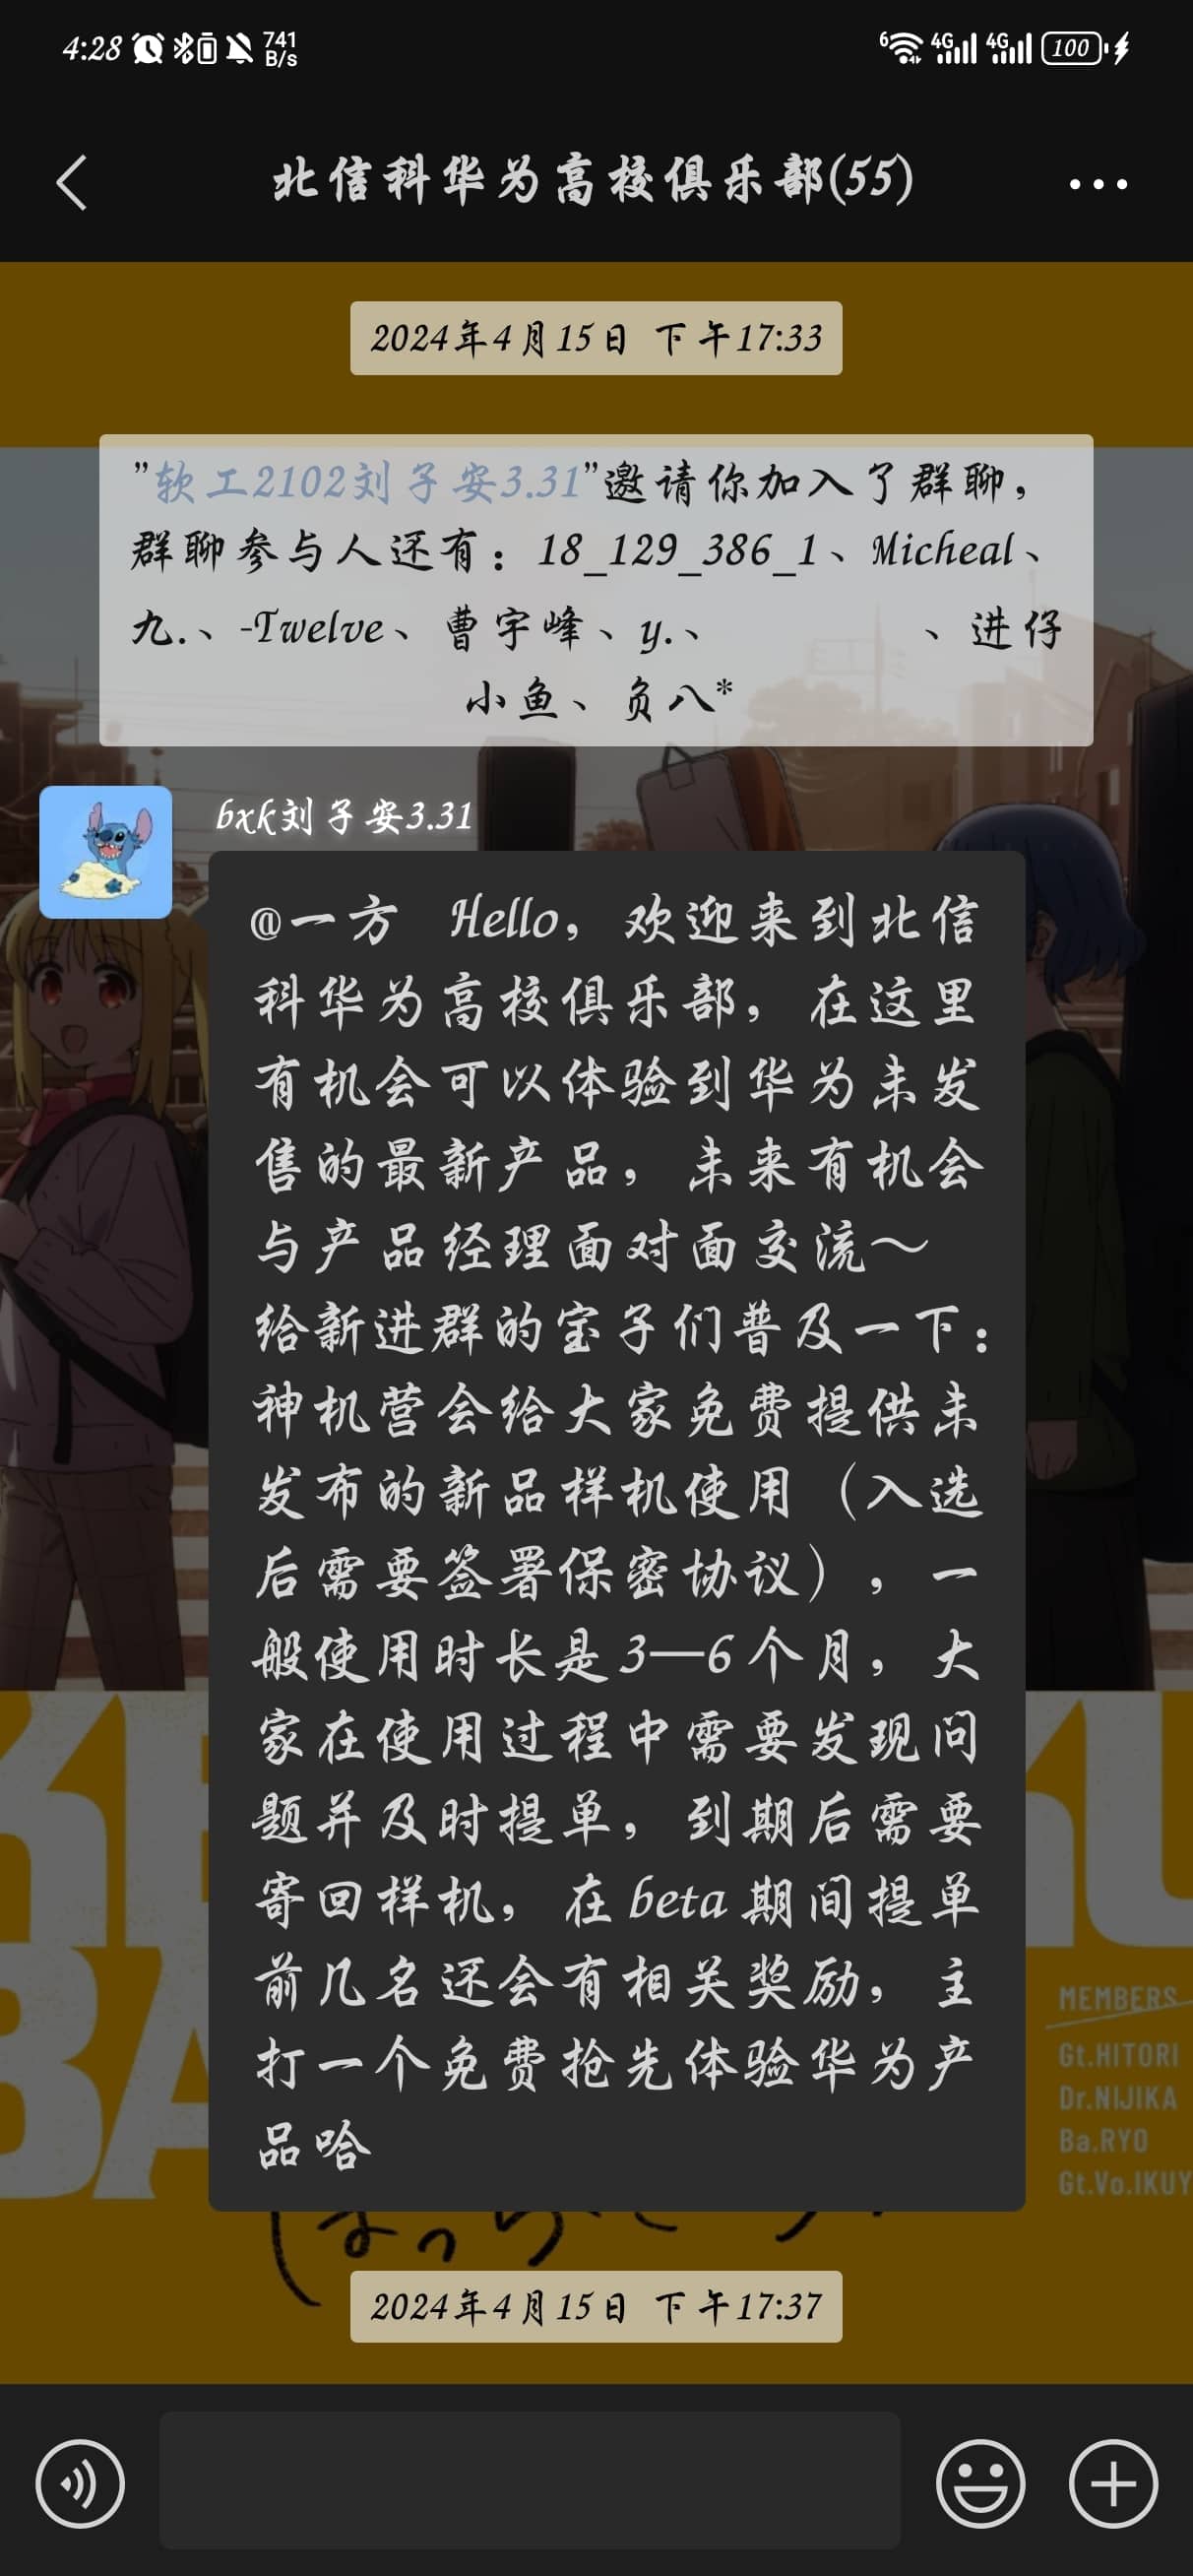 4:28 741 B/s 6 4G 4G 100
北信科华为高校俱乐部(55)
2024年4月15日 下午17:33
"软工2102刘子安3.31"邀请你加入了群聊，
群聊参与人还有：18_129_386_1、Micheal、
九.、-Twelve、曹宇峰、y.、 、进仔
小鱼、负八*
bxk刘子安3.31
@一方 Hello，欢迎来到北信
科华为高校俱乐部，在这里
有机会可以体验到华为未发
售的最新产品，未来有机会
与产品经理面对面交流～
给新进群的宝子们普及一下：
神机营会给大家免费提供未
发布的新品样机使用（入选
后需要签署保密协议），一
般使用时长是3—6个月，大
家在使用过程中需要发现问
题并及时提单，到期后需要
寄回样机，在beta期间提单
前几名还会有相关奖励，主
打一个免费抢先体验华为产
品哈
MEMBERS
Gt.HITORI
Dr.NIJIKA
Ba.RYO
Gt.Vo.IKUY
2024年4月15日 下午17:37